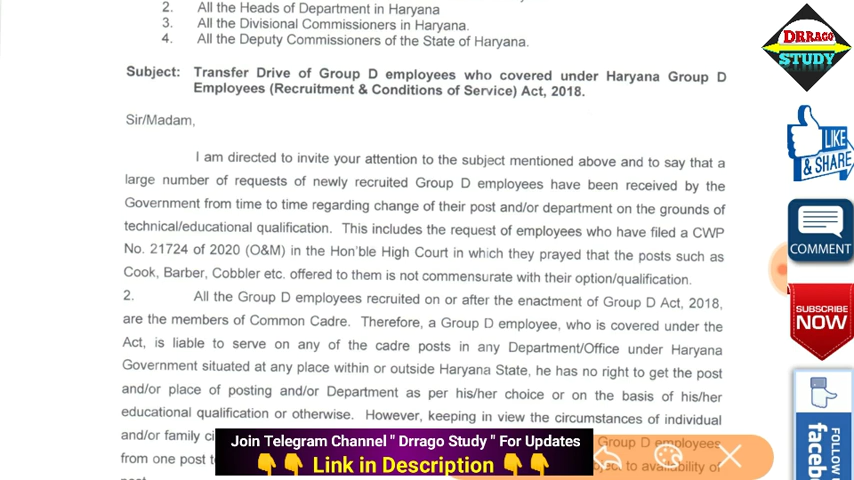 2. All the Heads of Department in Haryana
3. All the Divisional Commissioners in Haryana.
4. All the Deputy Commissioners of the State of Haryana.
Subject: Transfer Drive of Group D employees who covered under Haryana Group D
Employees (Recruitment & Conditions of Service) Act, 2018.
Sir/Madam,
I am directed to invite your attention to the subject mentioned above and to say that a
large number of requests of newly recruited Group D employees have been received by the
Government from time to time regarding change of their post and/or department on the grounds of
technical/educational qualification. This includes the request of employees who have filed a CWP
No. 21724 of 2020 (O&M) in the Hon'ble High Court in which they prayed that the posts such as
Cook, Barber, Cobbler etc. offered to them is not commensurate with their option/qualification.
2. All the Group D employees recruited on or after the enactment of Group D Act, 2018,
are the members of Common Cadre. Therefore, a Group D employee, who is covered under the
Act, is liable to serve on any of the cadre posts in any Department/Office under Haryana
Government situated at any place within or outside Haryana State, he has no right to get the post
and/or place of posting and/or Department as per his/her choice or on the basis of his/her
educational qualification or otherwise. However, keeping in view the circumstances of individual
and/or family Group D employees
from one post to availability of
Join Telegram Channel " Drrago Study " For Updates
Link in Description
DRRAGO
STUDY
LIKE
& SHARE
COMMENT
SUBSCRIBE
NOW
FOLLOW
faceb